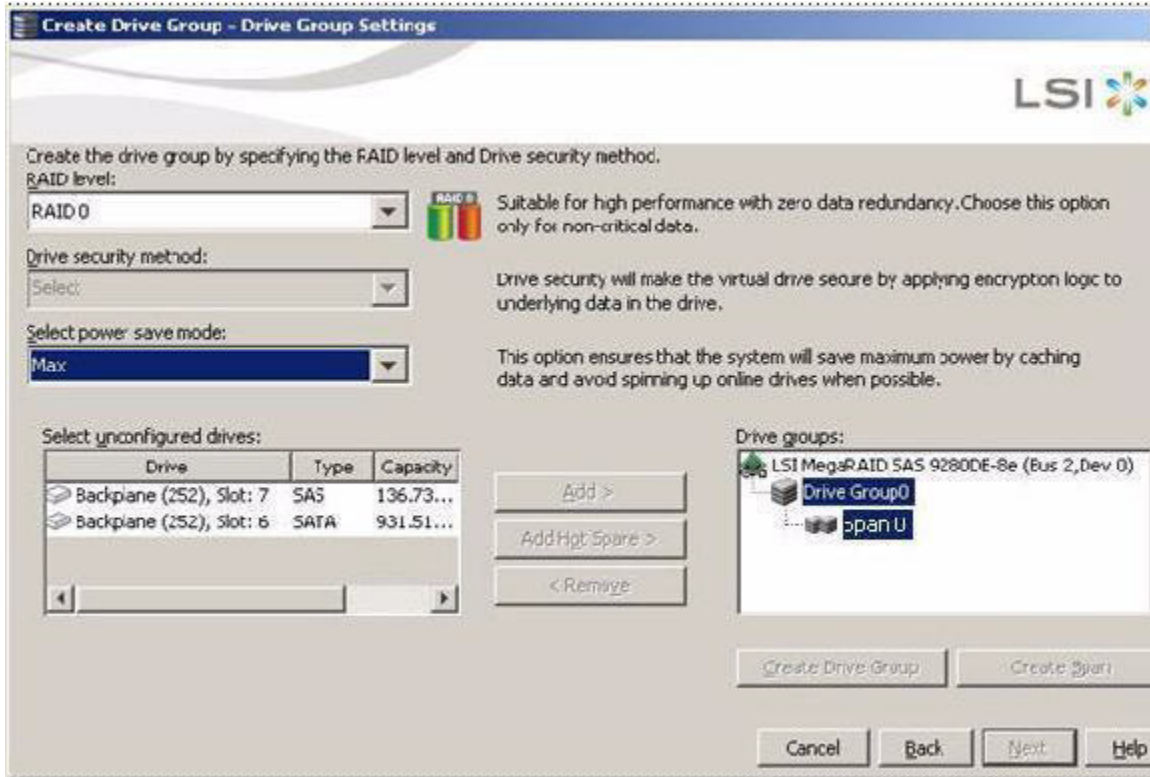 Create Drive Group - Drive Group Settings
LSI
Create the drive group by specifying the RAID level and Drive security method.
RAID level:
RAID 0
RAID 0
Suitable for high performance with zero data redundancy.Choose this option
only for non-critical data.
Drive security method:
Select
Drive security will make the virtual drive secure by applying encryption logic to
underlying data in the drive.
Select power save mode:
Max
This option ensures that the system will save maximum power by caching
data and avoid spinning up online drives when possible.
Select unconfigured drives:
Drive Type Capacity
Backplane (252), Slot: 7 SAS 136.73...
Backplane (252), Slot: 6 SATA 931.51...
Add >
Add Hot Spare >
< Remove
Drive groups:
LSI MegaRAID SAS 9280DE-8e (Bus 2,Dev 0)
Drive Group0
Span 0
Create Drive Group
Create Span
Cancel
Back
Next
Help